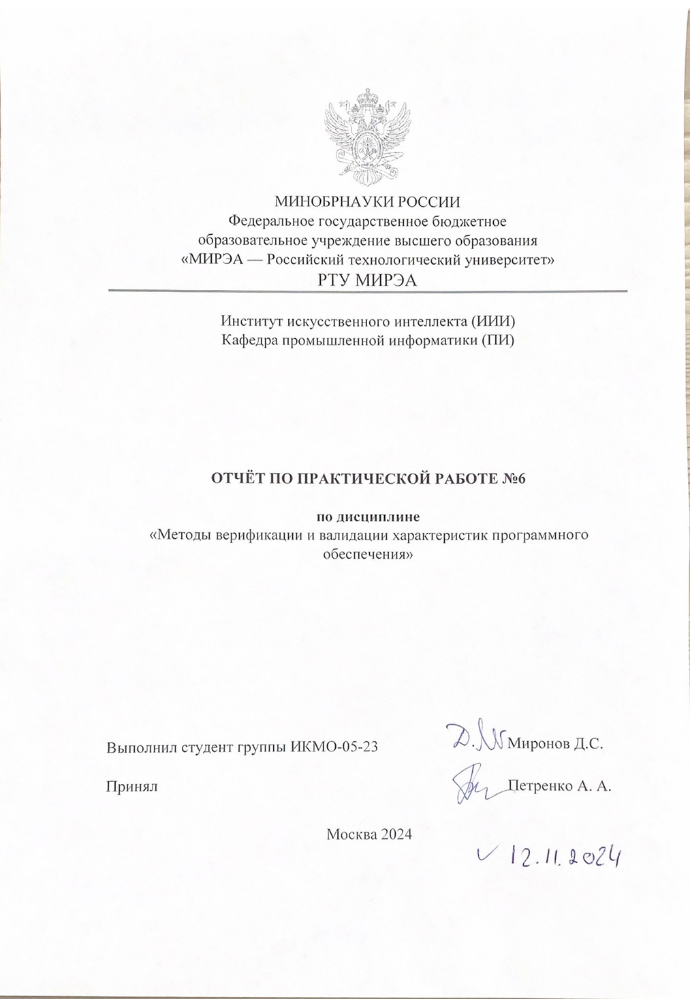 МИНОБРНАУКИ РОССИИ
Федеральное государственное бюджетное
образовательное учреждение высшего образования
«МИРЭА — Российский технологический университет»
РТУ МИРЭА
Институт искусственного интеллекта (ИИИ)
Кафедра промышленной информатики (ПИ)
ОТЧЁТ ПО ПРАКТИЧЕСКОЙ РАБОТЕ №6
по дисциплине
«Методы верификации и валидации характеристик программного
обеспечения»
Выполнил студент группы ИКМО-05-23 Миронов Д.С.
Принял Петренко А. А.
Москва 2024
12.11.2024